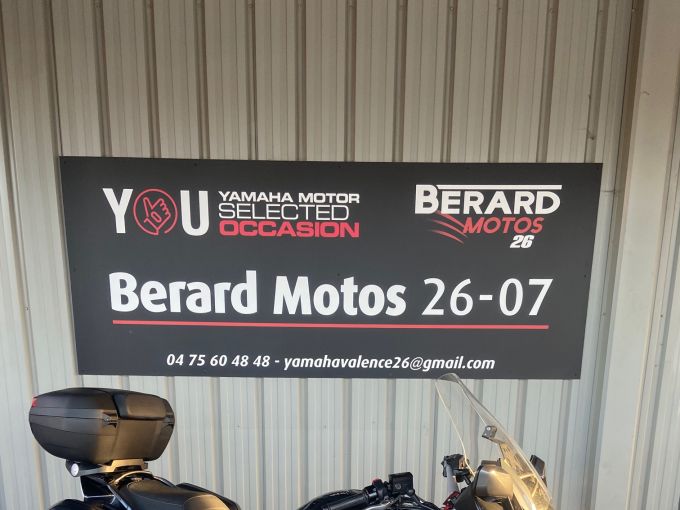 YOU YAMAHA MOTOR
SELECTED
OCCASION
BERARD
MOTOS
26
Berard Motos 26-07
04 75 60 48 48 - yamahavalence26@gmail.com